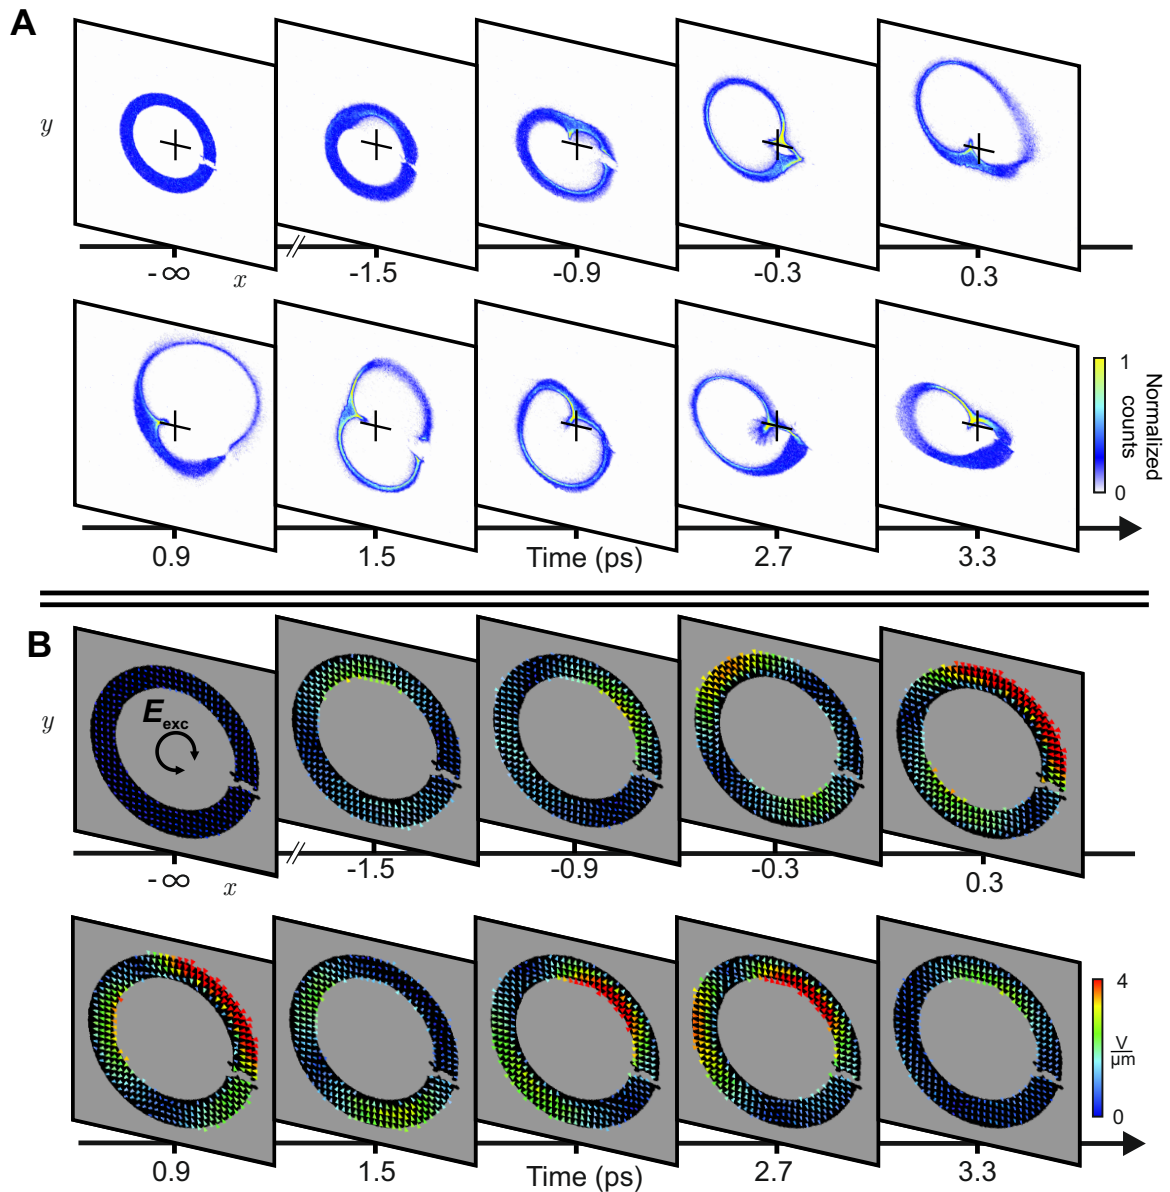 A
y
-∞ x -1.5 -0.9 -0.3 0.3
1
Normalized
counts
0
0.9 1.5 Time (ps) 2.7 3.3
B
E exc
y
-∞ x -1.5 -0.9 -0.3 0.3
4
V
μm
0
0.9 1.5 Time (ps) 2.7 3.3